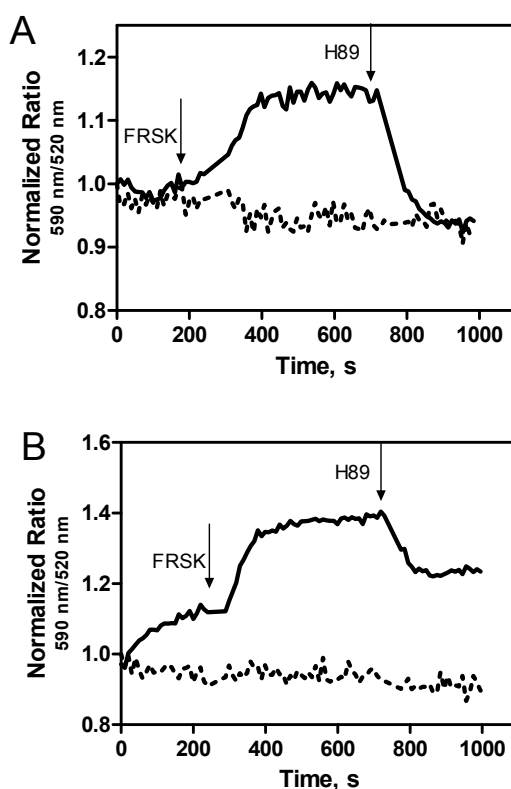 A
H89
1.2
FRSK
1.1
1.0
0.9
0.8
Normalized Ratio
590 nm/520 nm
0 200 400 600 800 1000
Time, s
B
1.6
H89
1.4
FRSK
1.2
1.0
0.8
Normalized Ratio
590 nm/520 nm
0 200 400 600 800 1000
Time, s